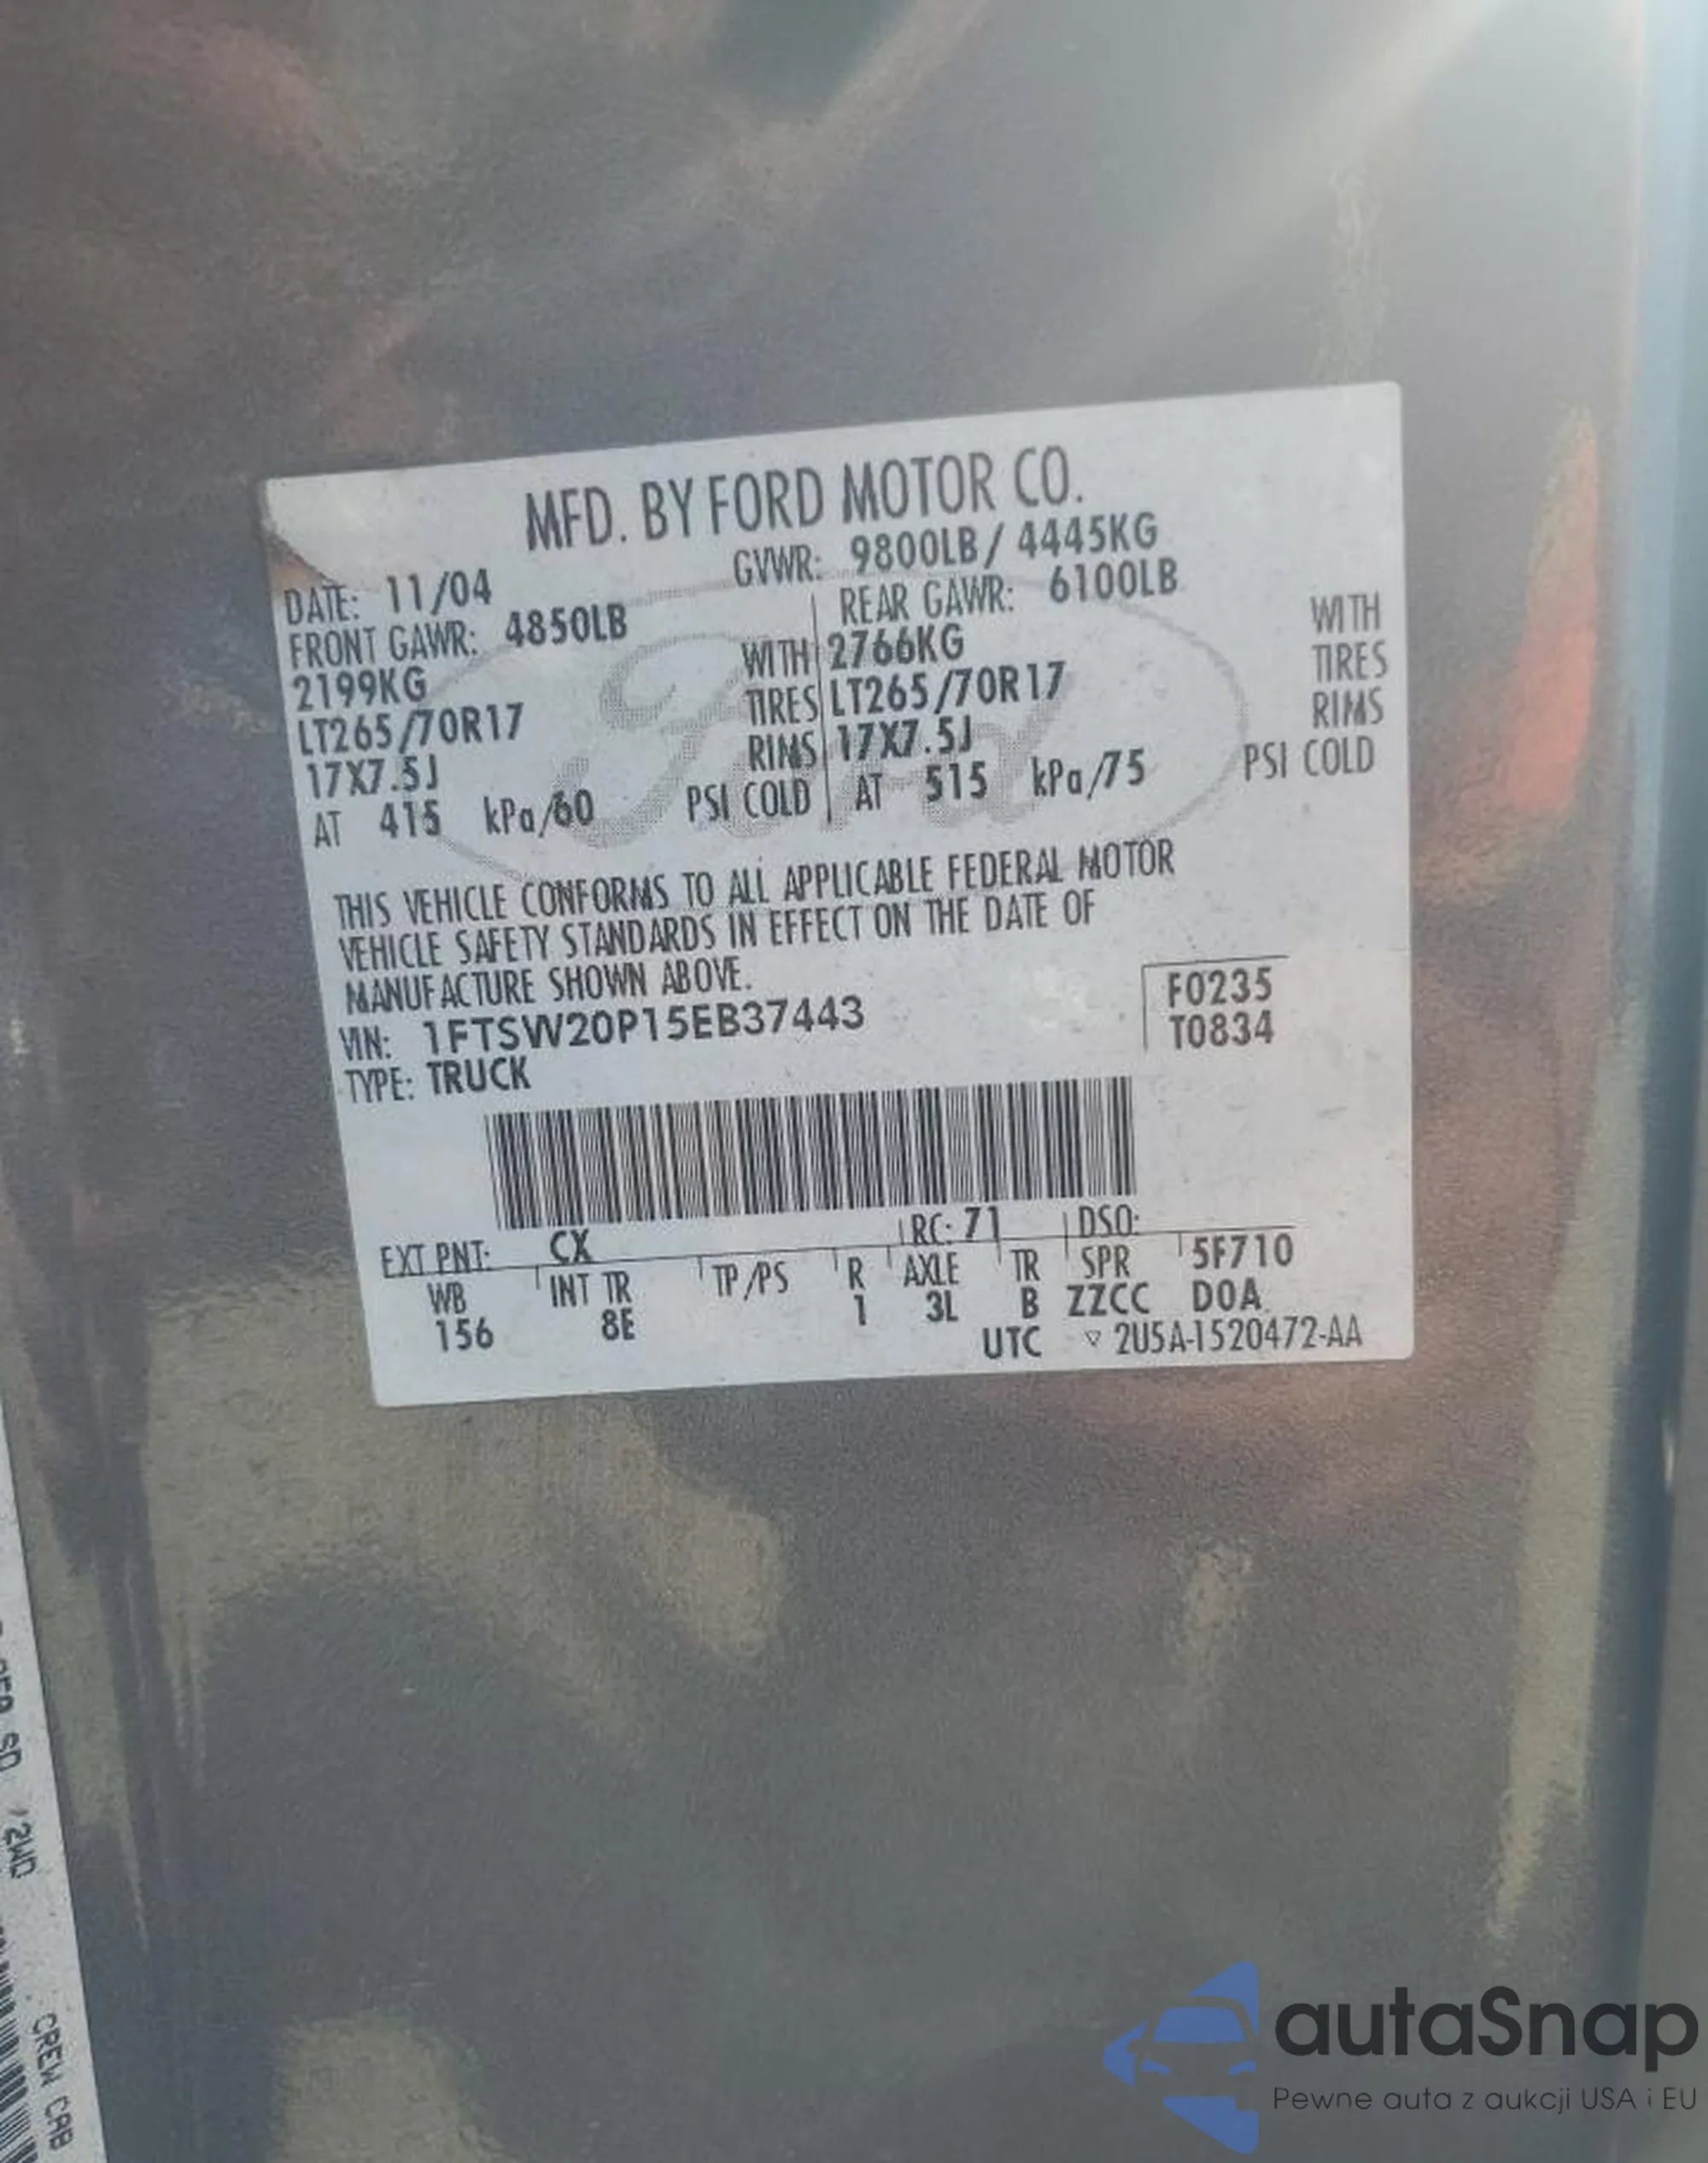 MFD. BY FORD MOTOR CO.
DATE: 11/04 GVWR: 9800LB / 4445KG
FRONT GAWR: 4850LB REAR GAWR: 6100LB
2199KG WITH 2766KG WITH
LT265/70R17 TIRES LT265/70R17 TIRES
17X7.5J RIMS 17X7.5J RIMS
AT 415 kPa/60 PSI COLD AT 515 kPa/75 PSI COLD
THIS VEHICLE CONFORMS TO ALL APPLICABLE FEDERAL MOTOR
VEHICLE SAFETY STANDARDS IN EFFECT ON THE DATE OF
MANUFACTURE SHOWN ABOVE.
VIN: 1FTSW20P15EB37443 F0235
TYPE: TRUCK T0834
EXT PNT: CX RC: 71 DSO:
WB INT TR TP/PS R AXLE TR SPR 5F710
156 8E 1 3L B ZZCC DOA
UTC ▽ 2U5A-1520472-AA
Ford
SD 2WD
CREW CAB
autaSnap
Pewne auta z aukcji USA i EU